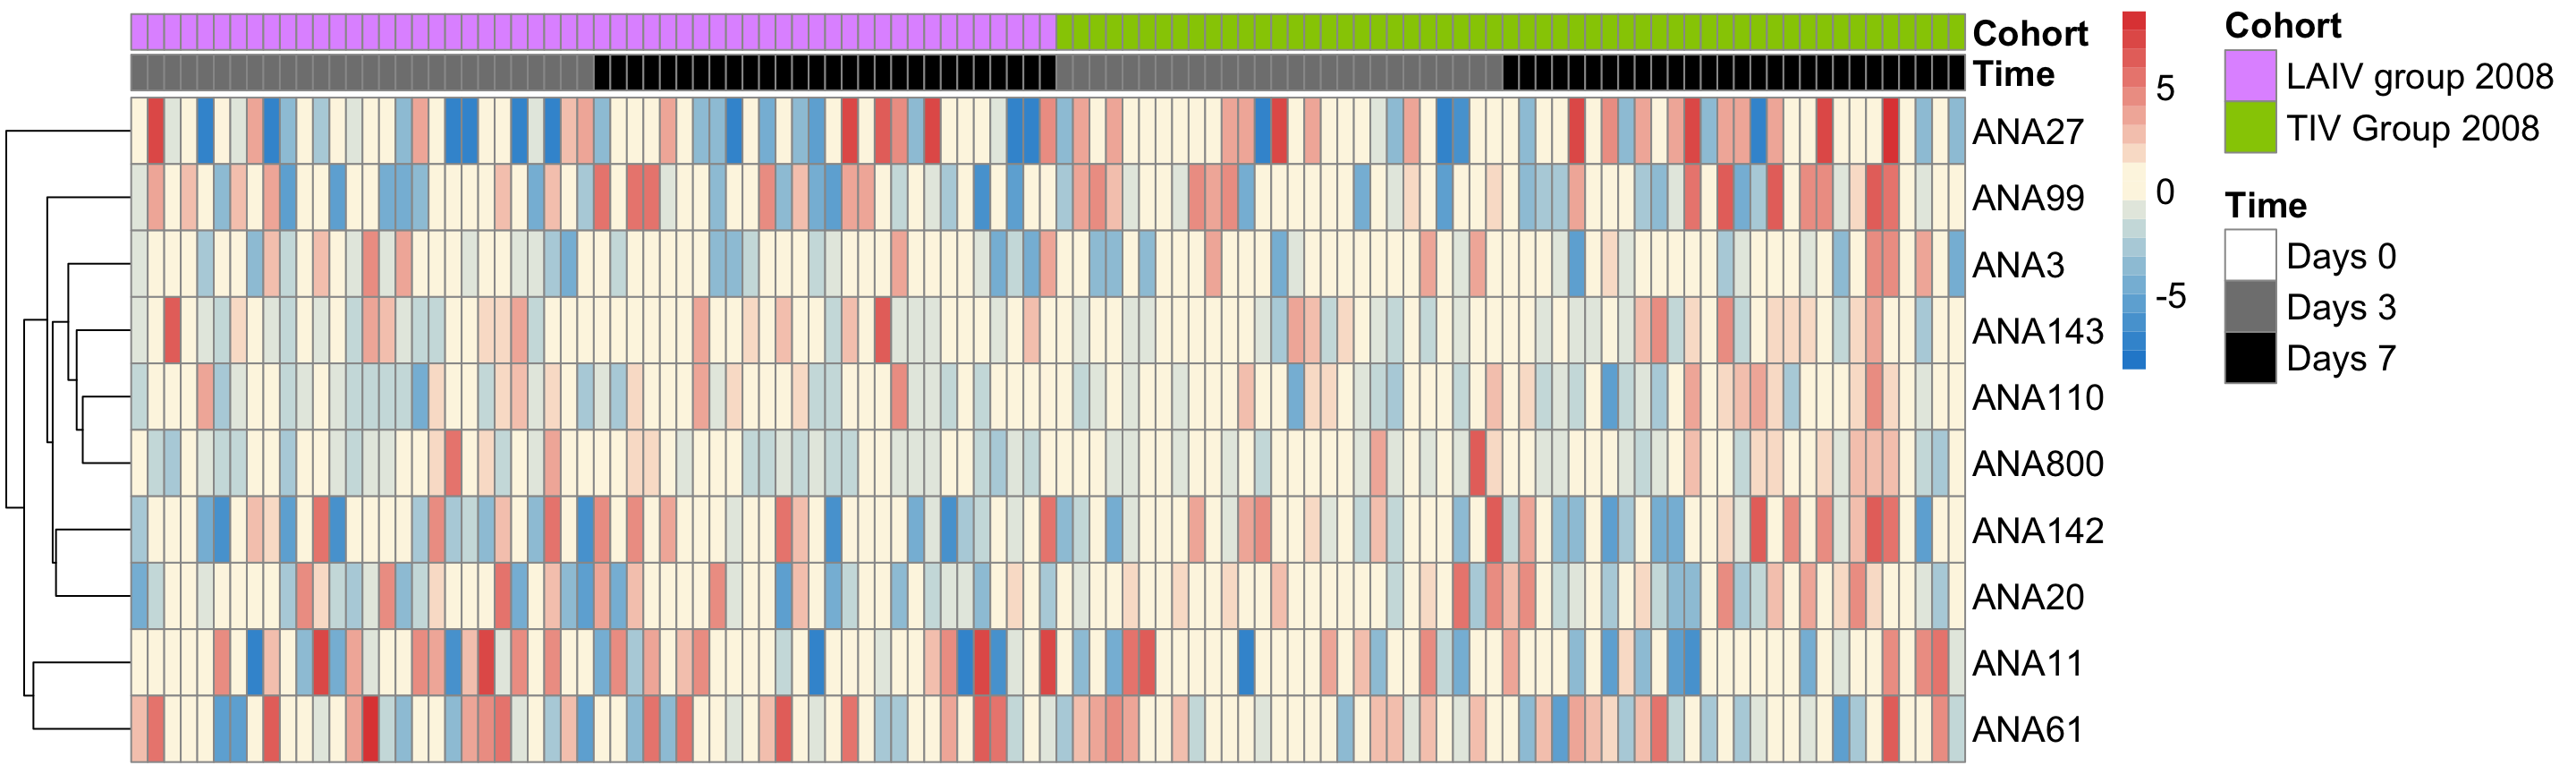 Cohort
Time
ANA27
ANA99
ANA3
ANA143
ANA110
ANA800
ANA142
ANA20
ANA11
ANA61
5
0
-5
Cohort
LAIV group 2008
TIV Group 2008
Time
Days 0
Days 3
Days 7